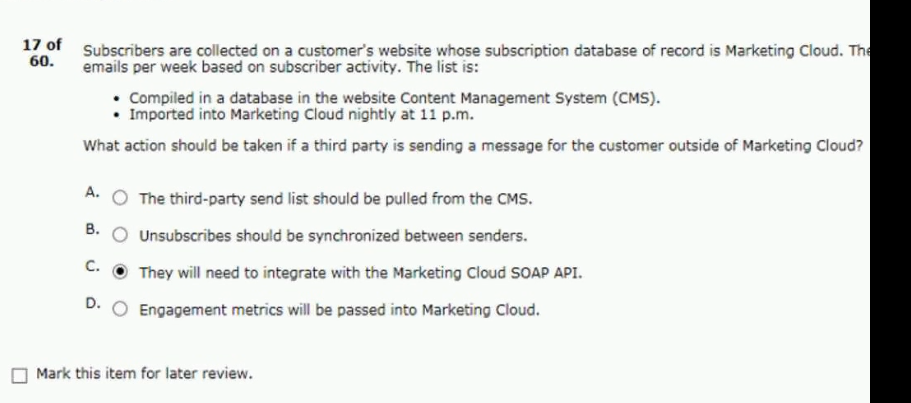 17 of
60.
Subscribers are collected on a customer's website whose subscription database of record is Marketing Cloud. The
emails per week based on subscriber activity. The list is:
• Compiled in a database in the website Content Management System (CMS).
• Imported into Marketing Cloud nightly at 11 p.m.
What action should be taken if a third party is sending a message for the customer outside of Marketing Cloud?
A. The third-party send list should be pulled from the CMS.
B. Unsubscribes should be synchronized between senders.
C. They will need to integrate with the Marketing Cloud SOAP API.
D. Engagement metrics will be passed into Marketing Cloud.
Mark this item for later review.